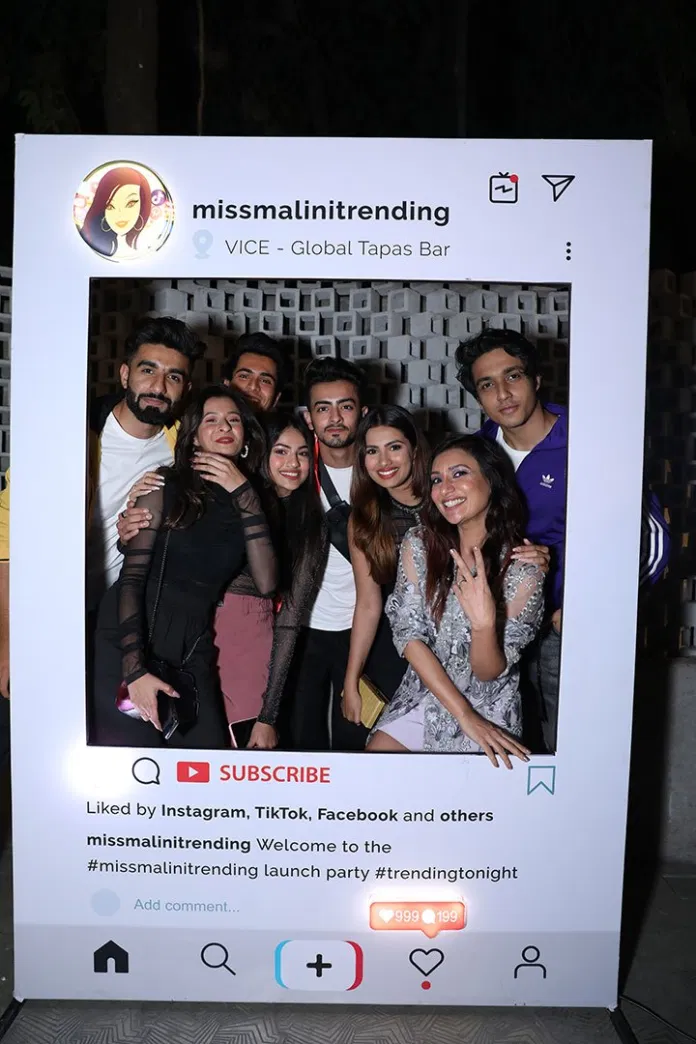 missmalinitrending
VICE - Global Tapas Bar
SUBSCRIBE
Liked by Instagram, TikTok, Facebook and others
missmalinitrending Welcome to the
#missmalinitrending launch party #trendingtonight
Add comment...
999 199